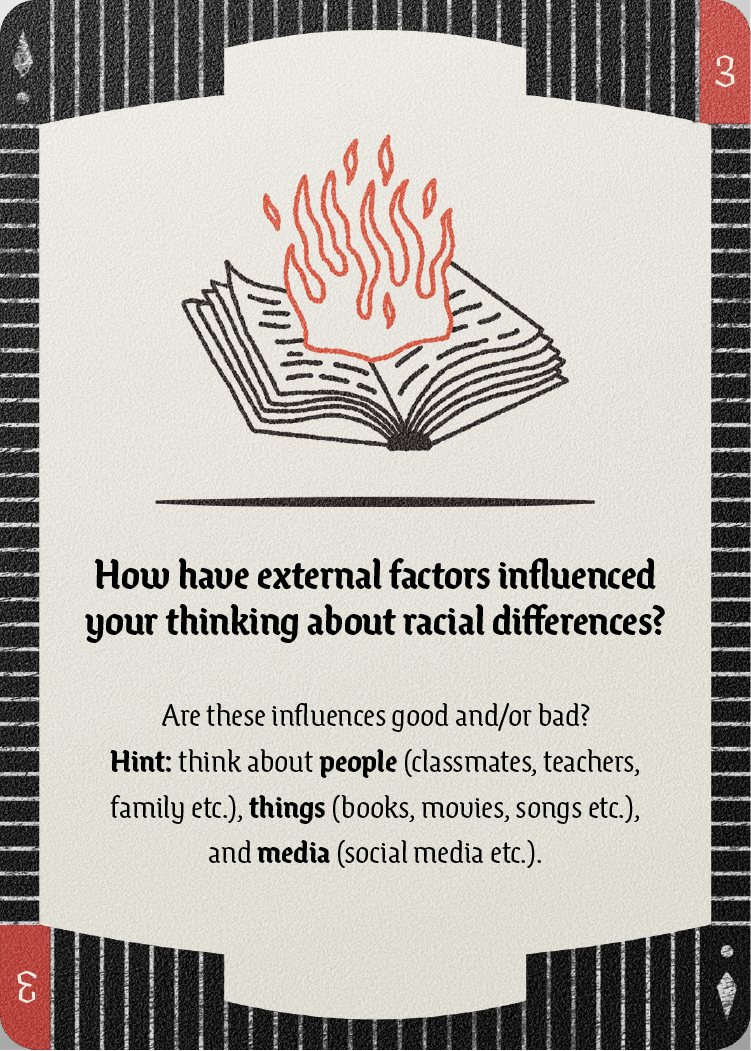 3
How have external factors influenced
your thinking about racial differences?
Are these influences good and/or bad?
Hint: think about people (classmates, teachers,
family etc.), things (books, movies, songs etc.),
and media (social media etc.).
3